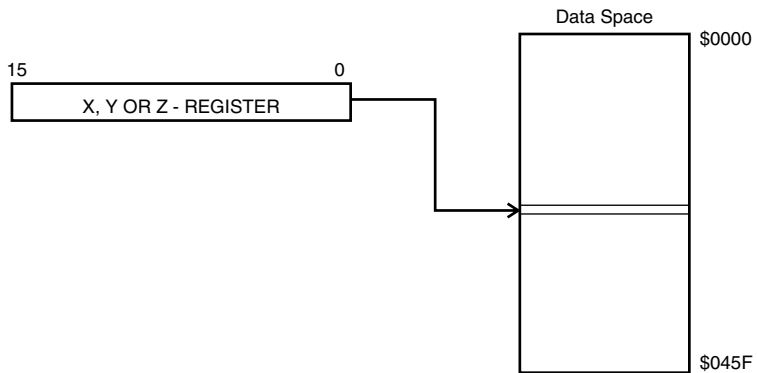 Data Space
$0000
15 0
X, Y OR Z - REGISTER
$045F